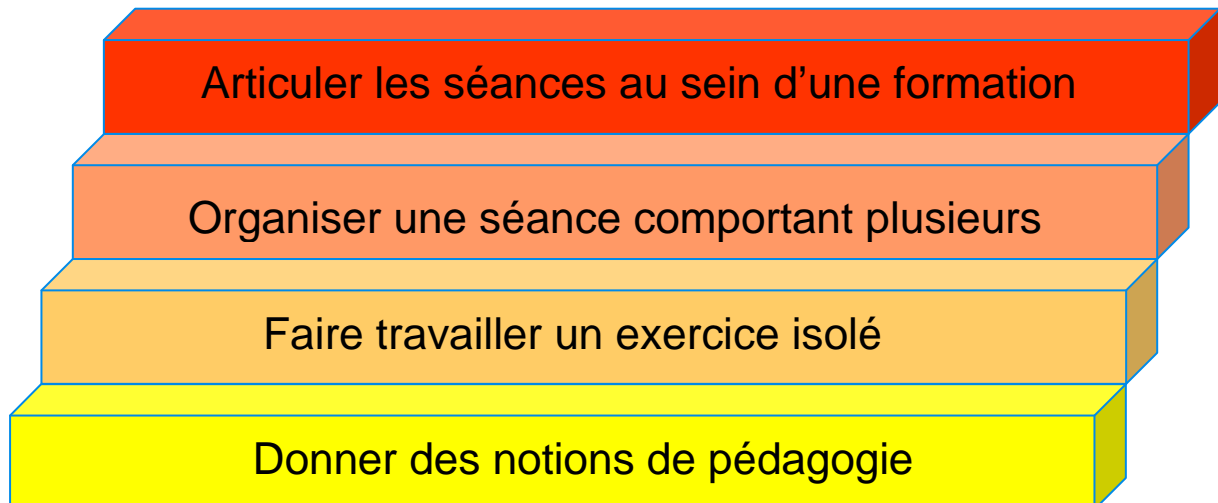 Articuler les séances au sein d’une formation
Organiser une séance comportant plusieurs
Faire travailler un exercice isolé
Donner des notions de pédagogie